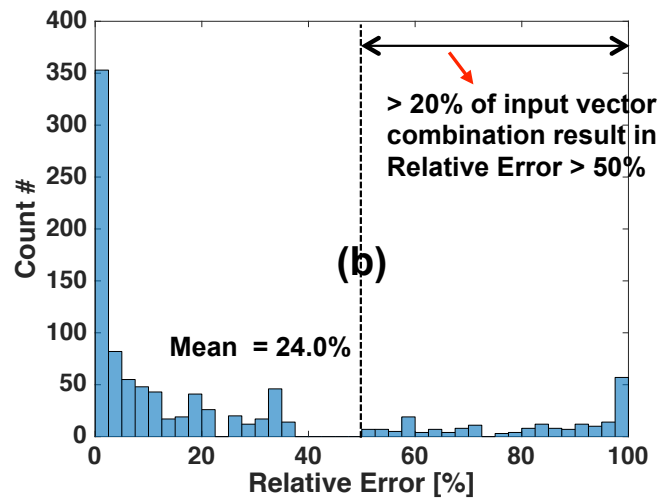 400
350
300
250
200
150
100
50
0
Count #
> 20% of input vector
combination result in
Relative Error > 50%
(b)
Mean = 24.0%
0 20 40 60 80 100
Relative Error [%]